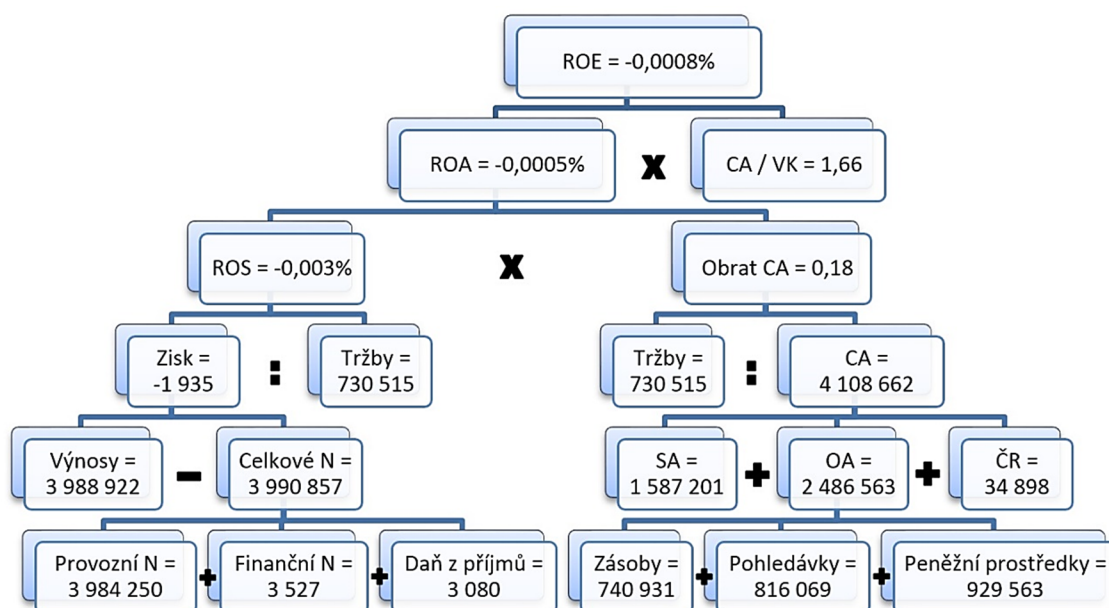 ROE = -0,0008%
ROA = -0,0005%
x
CA / VK = 1,66
ROS = -0,003%
x
Obrat CA = 0,18
Zisk =
-1 935
:
Tržby =
730 515
Tržby =
730 515
:
CA =
4 108 662
Výnosy =
3 988 922
-
Celkové N =
3 990 857
SA =
1 587 201
+
OA =
2 486 563
+
ČR =
34 898
Provozní N =
3 984 250
+
Finanční N =
3 527
+
Daň z příjmů =
3 080
Zásoby =
740 931
+
Pohledávky =
816 069
+
Peněžní prostředky =
929 563